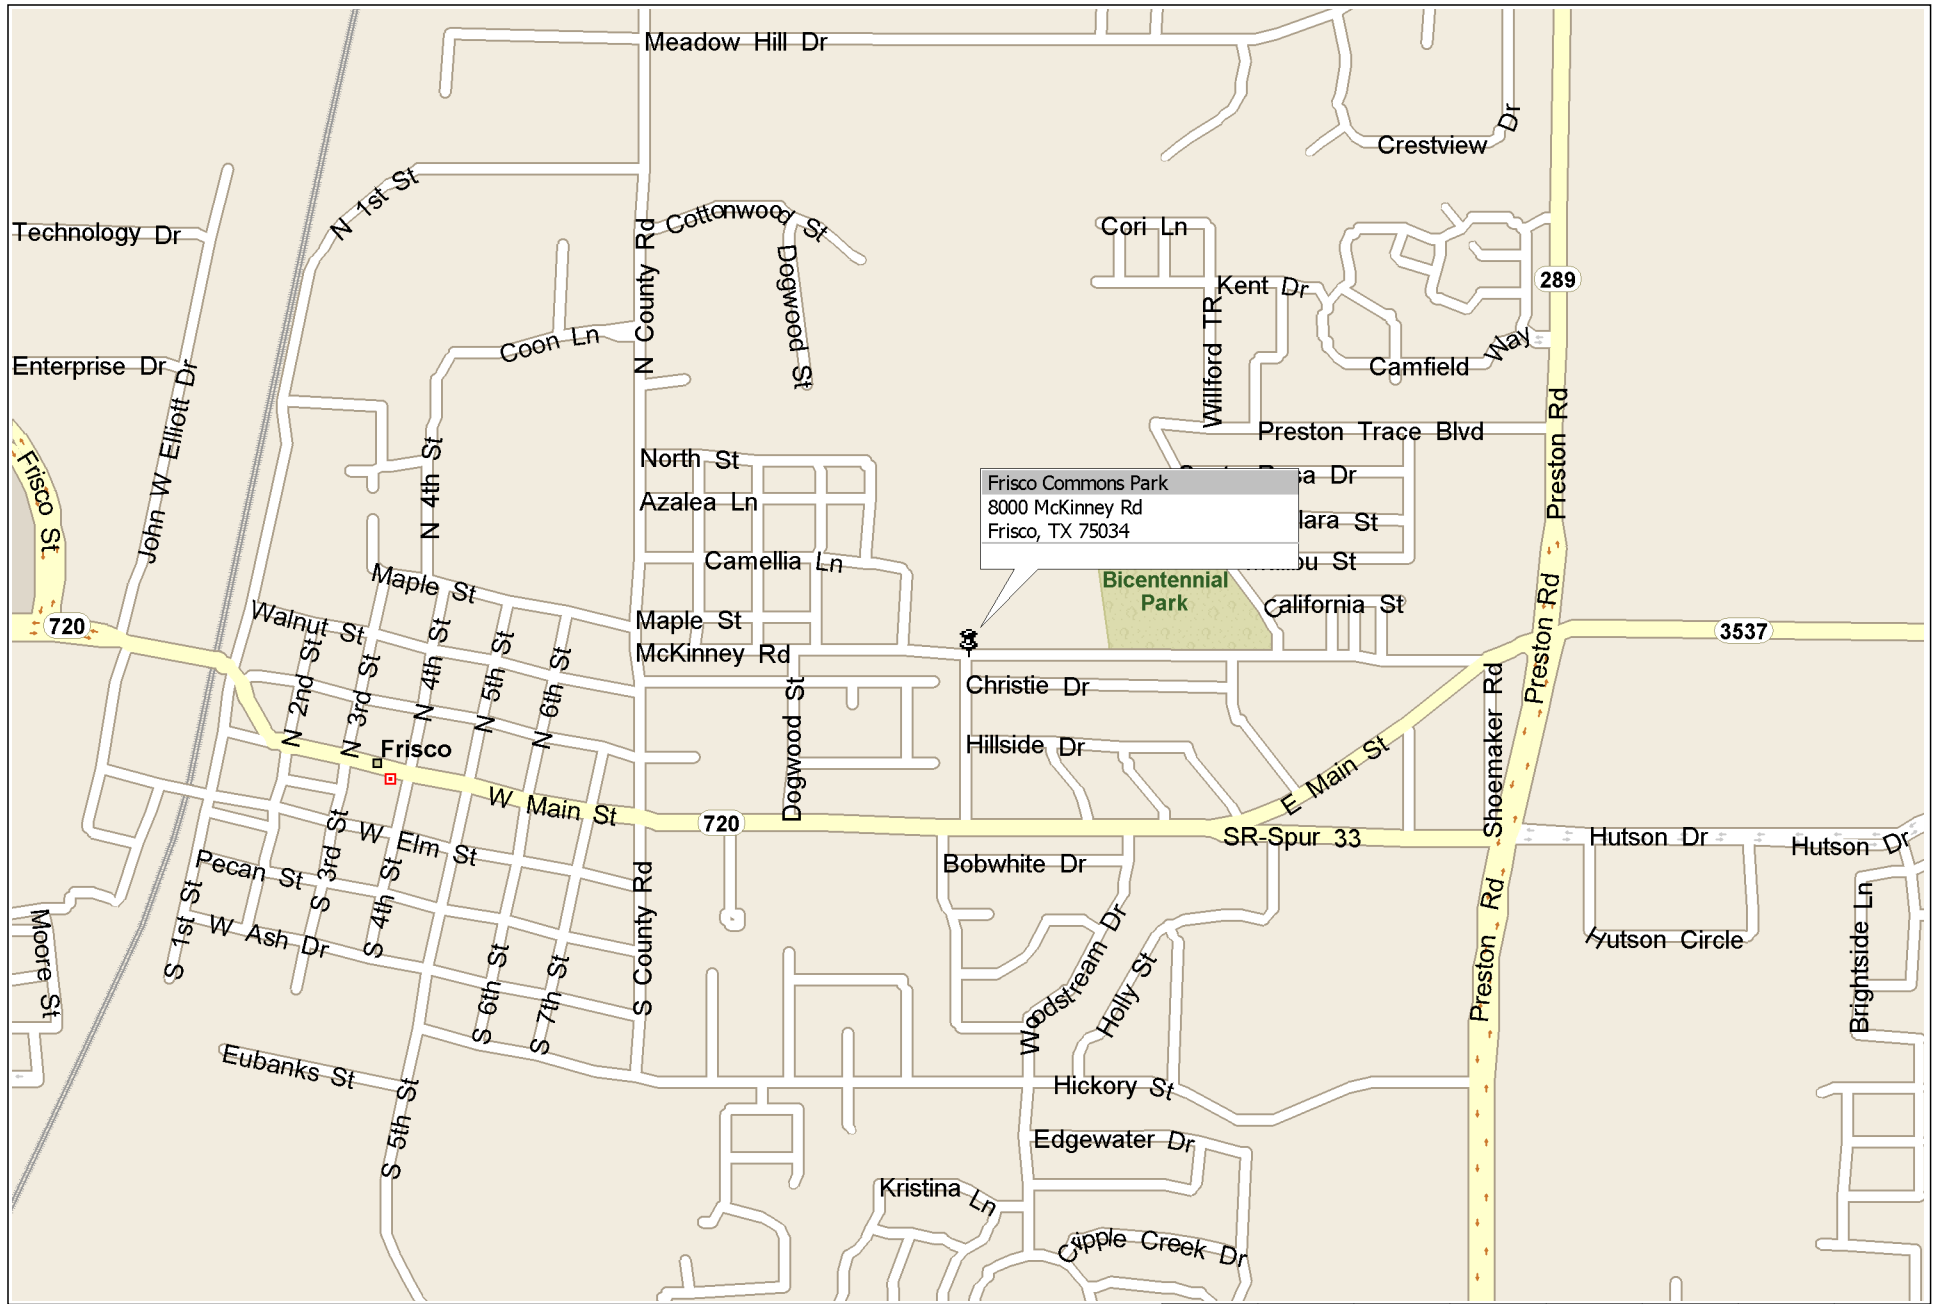 Meadow Hill Dr
Crestview Dr
N 1st St
Technology Dr
Cottonwood St
N County Rd
Dogwood St
Cori Ln
Kent Dr
289
Willford TR
Coon Ln
Camfield Way
Enterprise Dr
John W Elliott Dr
Preston Rd
Preston Trace Blvd
N 4th St
North St
Frisco St
Azalea Ln
Dr
St
St
Frisco Commons Park
8000 McKinney Rd
Frisco, TX 75034
Camellia Ln
Bicentennial
Park
California St
Maple St
Walnut St
720
Maple St
McKinney Rd
3537
Preston Rd
N 2nd St
N 3rd St
N 4th St
N 5th St
N 6th St
Christie Dr
Dogwood St
Shoemaker Rd
Hillside Dr
Frisco
E Main St
W Main St
720
SR-Spur 33
Hutson Dr
Hutson Dr
W Elm St
Pecan St
S 3rd St
S 4th St
S 1st St
Bobwhite Dr
S County Rd
Preston Rd
Brightside Ln
W Ash Dr
Moore St
Woodstream Dr
Holly St
Hutson Circle
S 6th St
S 7th St
Eubanks St
S 5th St
Hickory St
Edgewater Dr
Kristina Ln
Cripple Creek Dr